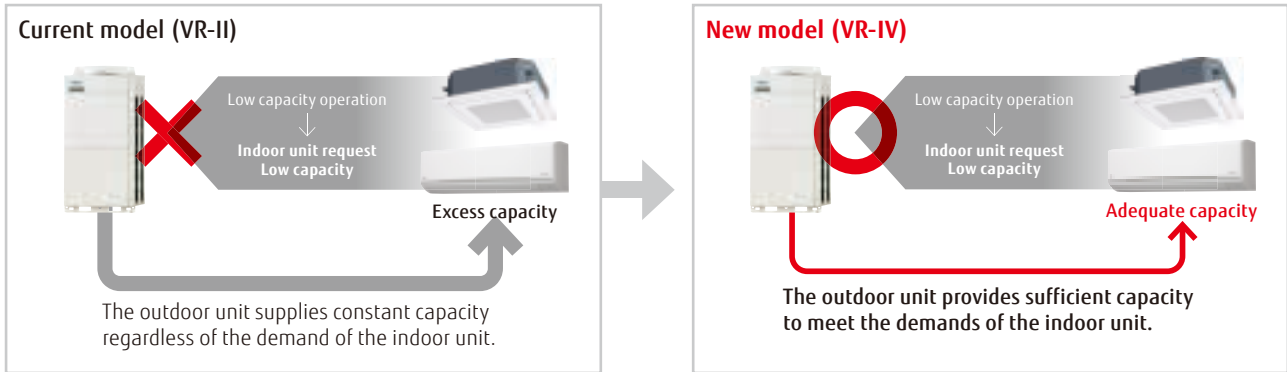 Current model (VR-II)
Low capacity operation
Indoor unit request
Low capacity
Excess capacity
The outdoor unit supplies constant capacity
regardless of the demand of the indoor unit.
New model (VR-IV)
Low capacity operation
Indoor unit request
Low capacity
Adequate capacity
The outdoor unit provides sufficient capacity
to meet the demands of the indoor unit.